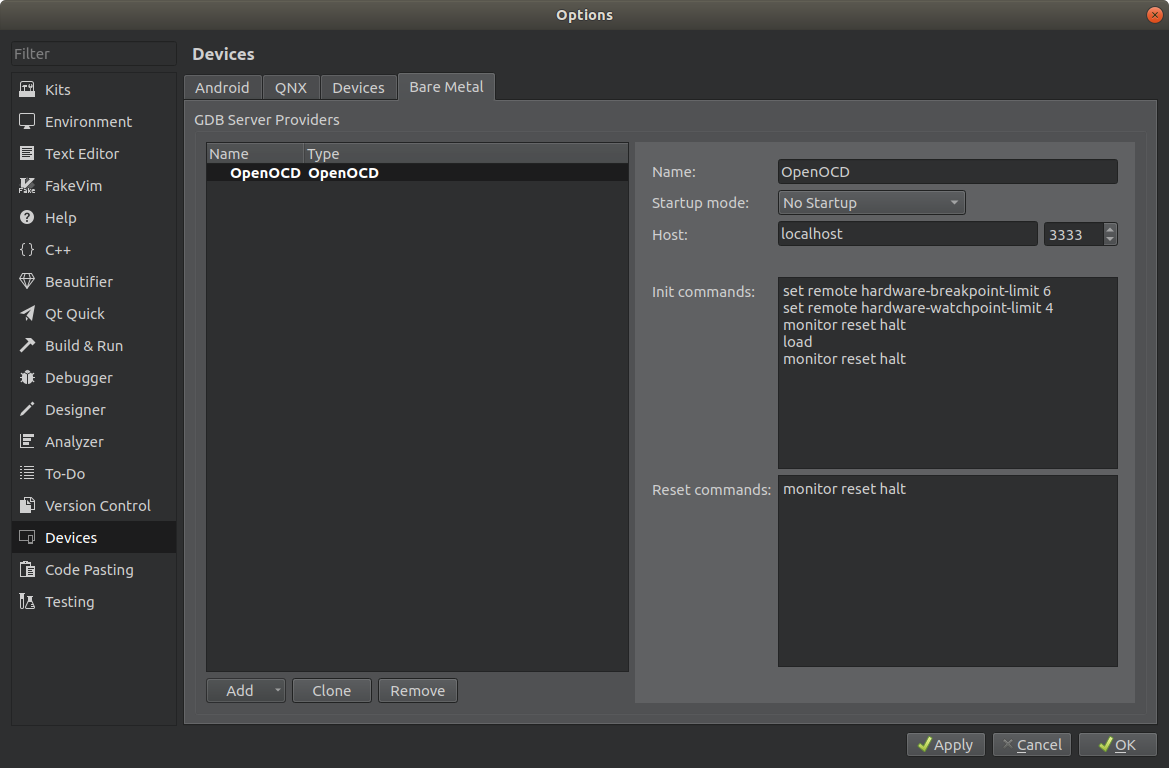 Options
Filter
Kits
Environment
Text Editor
FakeVim
Help
C++
Beautifier
Qt Quick
Build & Run
Debugger
Designer
Analyzer
To-Do
Version Control
Devices
Code Pasting
Testing
Devices
Android QNX Devices Bare Metal
GDB Server Providers
Name Type
OpenOCD OpenOCD
Add Clone Remove
Name: OpenOCD
Startup mode: No Startup
Host: localhost 3333
Init commands: set remote hardware-breakpoint-limit 6
set remote hardware-watchpoint-limit 4
monitor reset halt
load
monitor reset halt
Reset commands: monitor reset halt
Apply Cancel OK